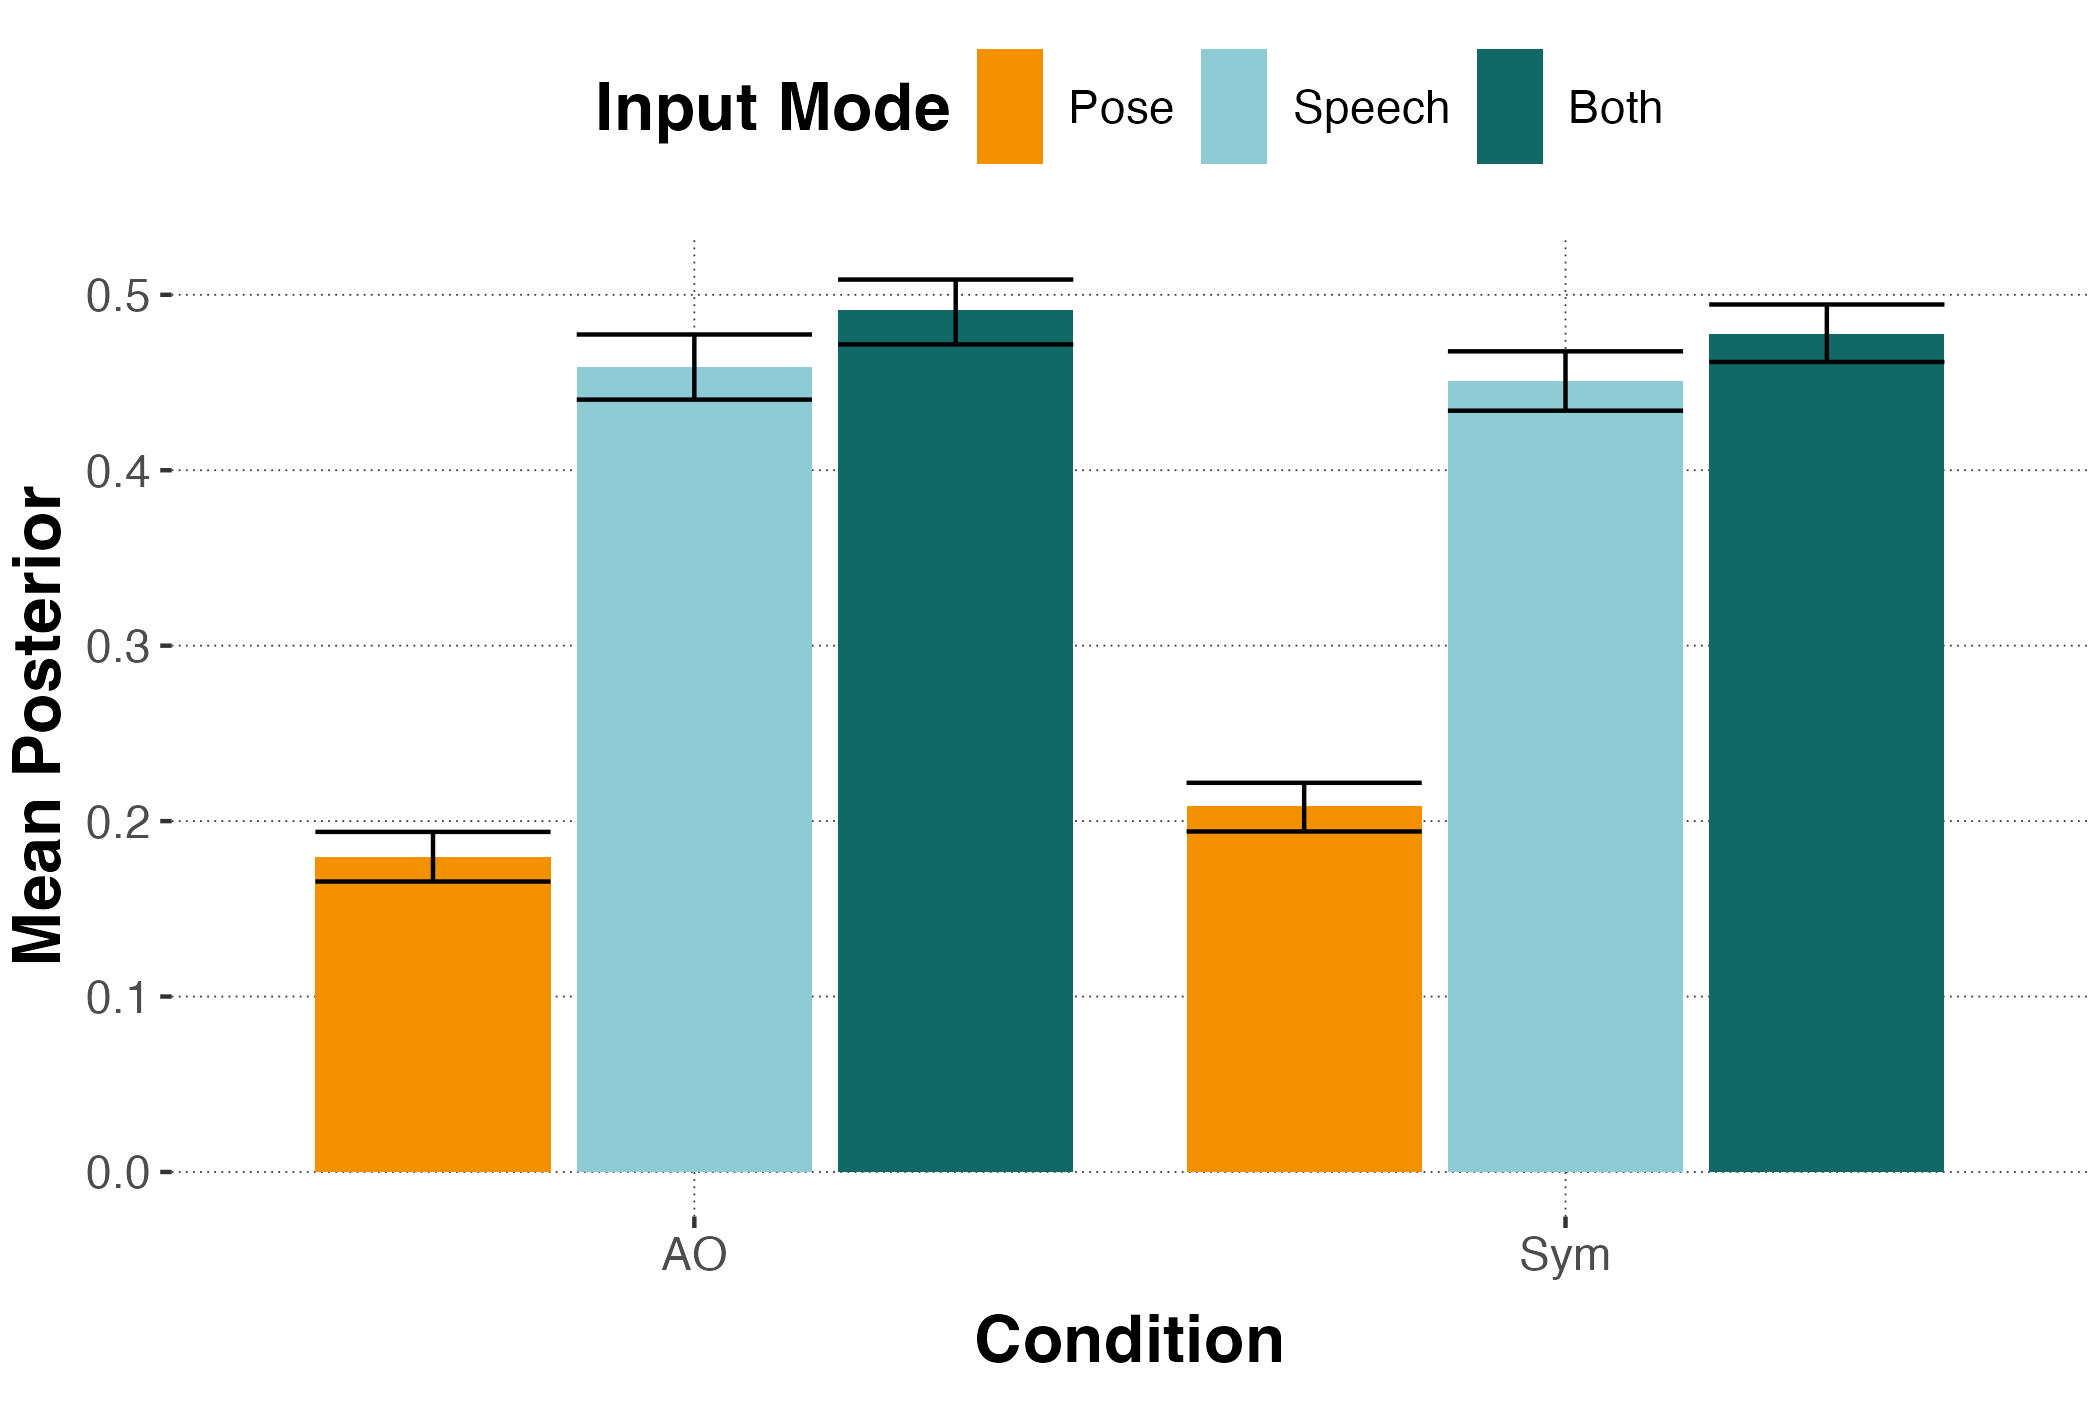 Input Mode Pose Speech Both
Mean Posterior
0.5
0.4
0.3
0.2
0.1
0.0
AO Sym
Condition